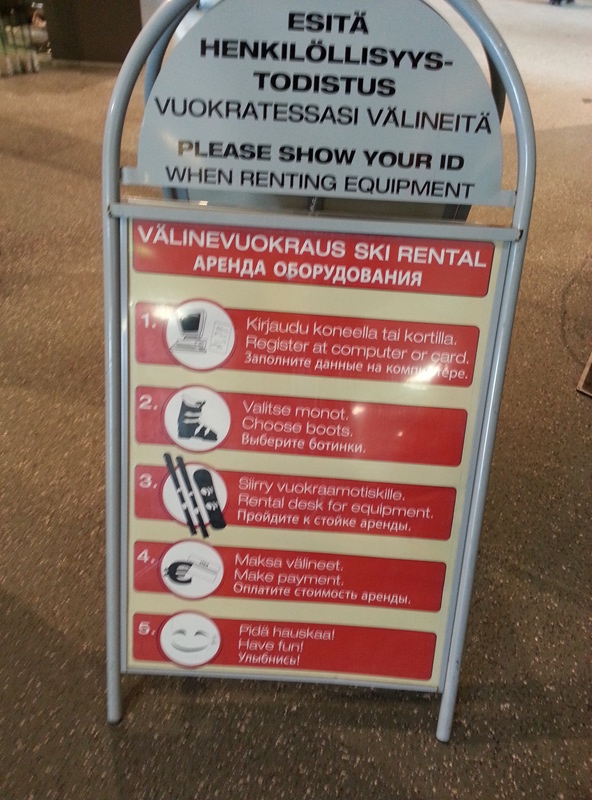 ESITÄ
HENKILÖLLISYYS-
TODISTUS
VUOKRATESSASI VÄLINEITÄ
PLEASE SHOW YOUR ID
WHEN RENTING EQUIPMENT
VÄLINEVUOKRAUS SKI RENTAL
АРЕНДА ОБОРУДОВАНИЯ
1. Kirjaudu koneella tai kortilla.
Register at computer or card.
Заполните данные на компьютере.
2. Valitse monot.
Choose boots.
Выберите ботинки.
3. Siirry vuokraamotiskille.
Rental desk for equipment.
Пройдите к стойке аренды.
4. Maksa välineet.
Make payment.
Оплатите стоимость аренды.
€
5. Pidä hauskaa!
Have fun!
Улыбнись!